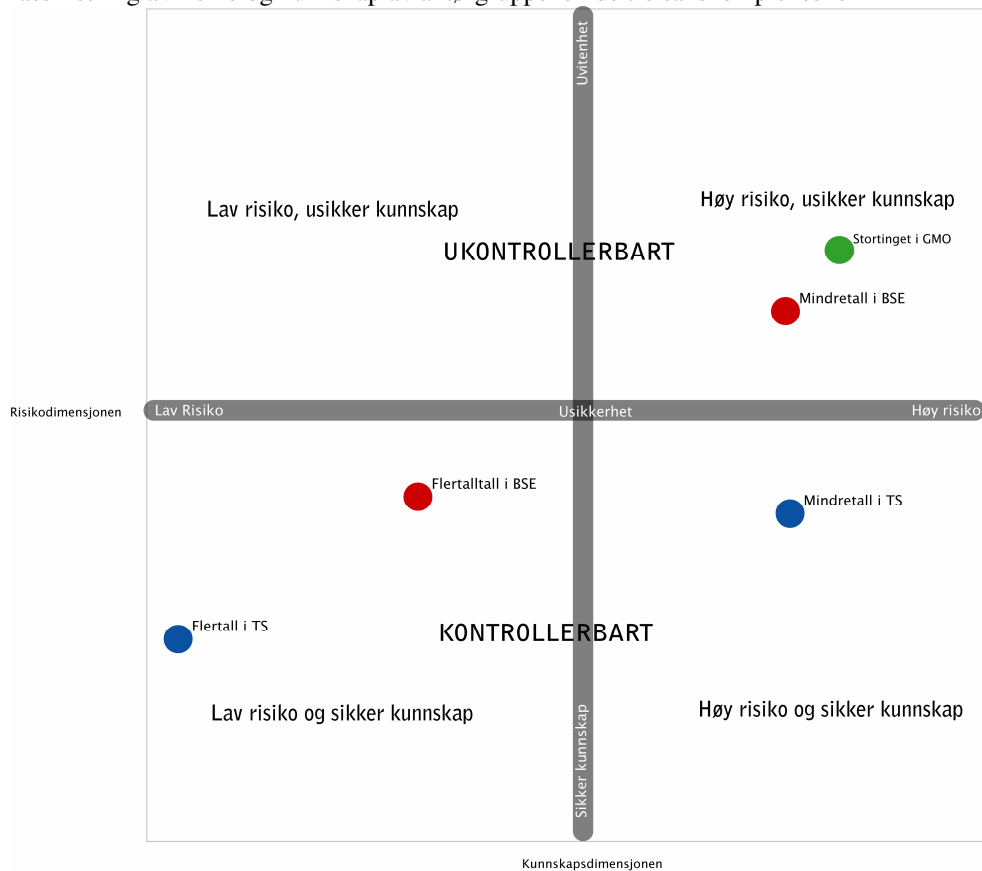 Uvitenhet
Lav risiko, usikker kunnskap
Høy risiko, usikker kunnskap
Stortinget i GMO
UKONTROLLERBART
Mindretall i BSE
Risikodimensjonen
Lav Risiko
Usikkerhet
Høy risiko
Flertalltall i BSE
Mindretall i TS
Flertall i TS
KONTROLLERBART
Lav risiko og sikker kunnskap
Høy risiko og sikker kunnskap
Sikker kunnskap
Kunnskapsdimensjonen